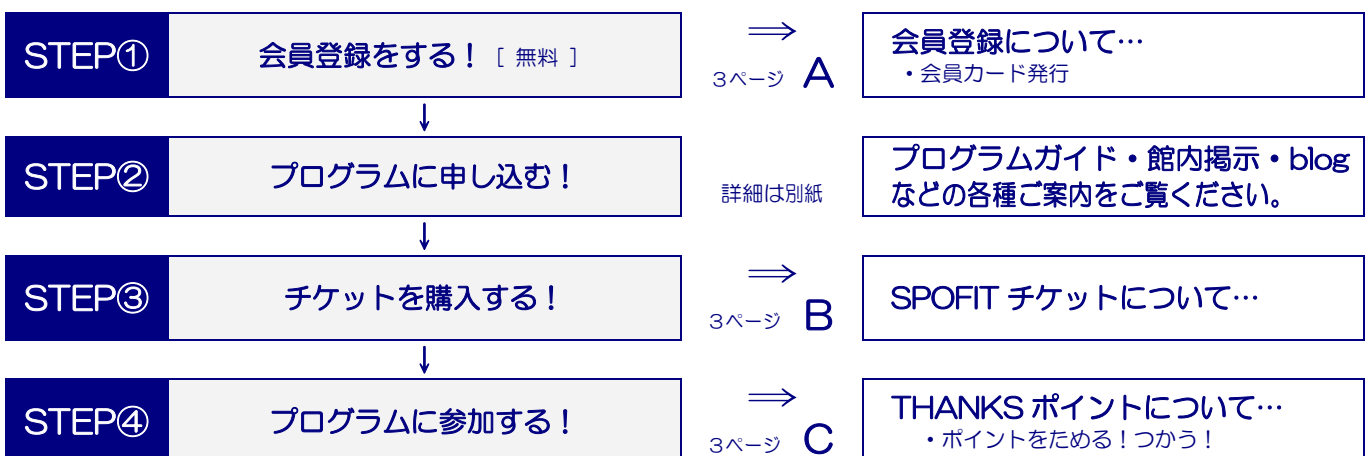 STEP① 会員登録をする！［ 無料 ］ ⇒ 会員登録について…
3ページ A ・会員カード発行
↓
STEP② プログラムに申し込む！ 詳細は別紙 プログラムガイド・館内掲示・blog
などの各種ご案内をご覧ください。
↓
STEP③ チケットを購入する！ ⇒ SPOFIT チケットについて…
3ページ B
↓
STEP④ プログラムに参加する！ ⇒ THANKS ポイントについて…
3ページ C ・ポイントをためる！つかう！